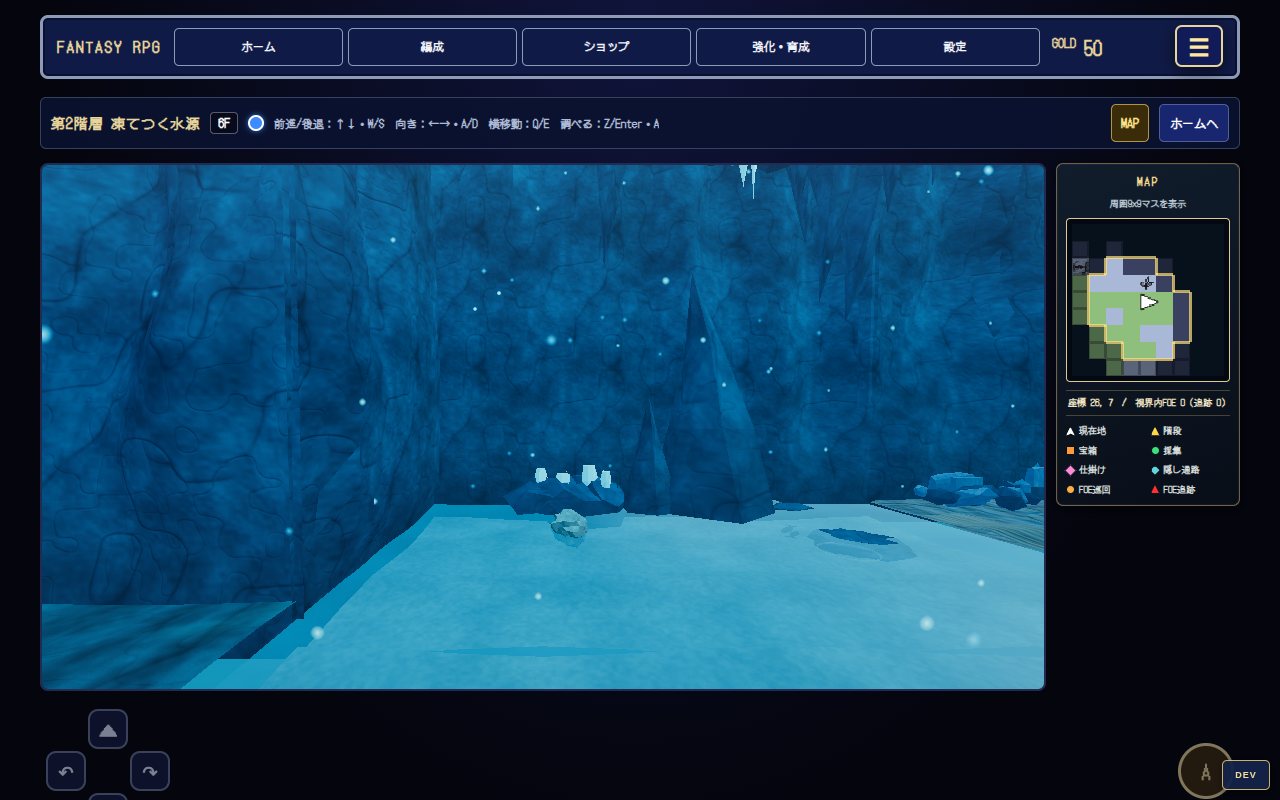 FANTASY RPG
ホーム
編成
ショップ
強化・育成
設定
GOLD 50
第2階層 凍てつく水源
6F
前進/後退：↑↓・W/S 向き：←→・A/D 横移動：Q/E 調べる：Z/Enter・A
MAP
ホームへ
MAP
周囲9x9マスを表示
座標 26, 7 / 視界内FOE 0 (追跡 0)
現在地
階段
宝箱
採集
仕掛け
隠し通路
FOE巡回
FOE追跡
A
DEV